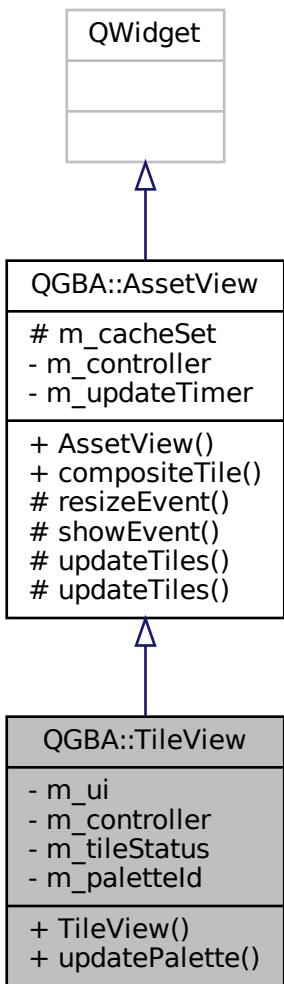 QWidget
QGBA::AssetView
# m_cacheSet
- m_controller
- m_updateTimer
+ AssetView()
+ compositeTile()
# resizeEvent()
# showEvent()
# updateTiles()
# updateTiles()
QGBA::TileView
- m_ui
- m_controller
- m_tileStatus
- m_paletteId
+ TileView()
+ updatePalette()